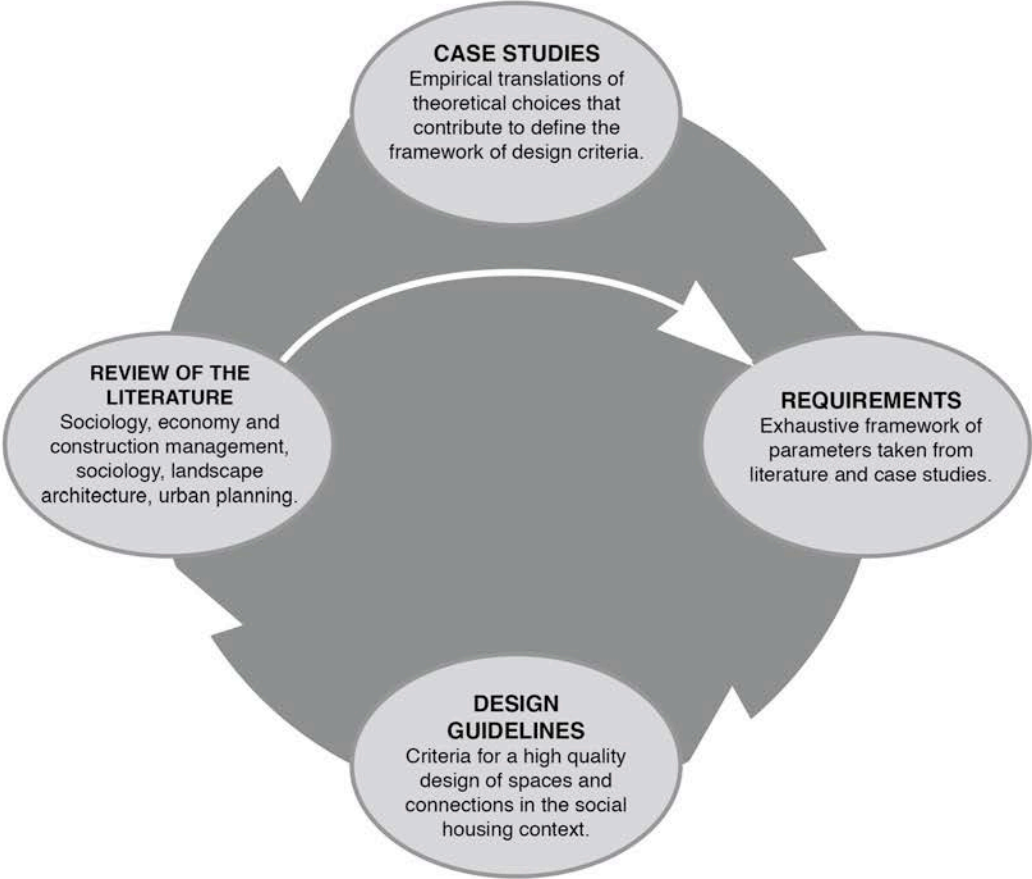 CASE STUDIES
Empirical translations of
theoretical choices that
contribute to define the
framework of design criteria.
REVIEW OF THE
LITERATURE
Sociology, economy and
construction management,
sociology, landscape
architecture, urban planning.
REQUIREMENTS
Exhaustive framework of
parameters taken from
literature and case studies.
DESIGN
GUIDELINES
Criteria for a high quality
design of spaces and
connections in the social
housing context.